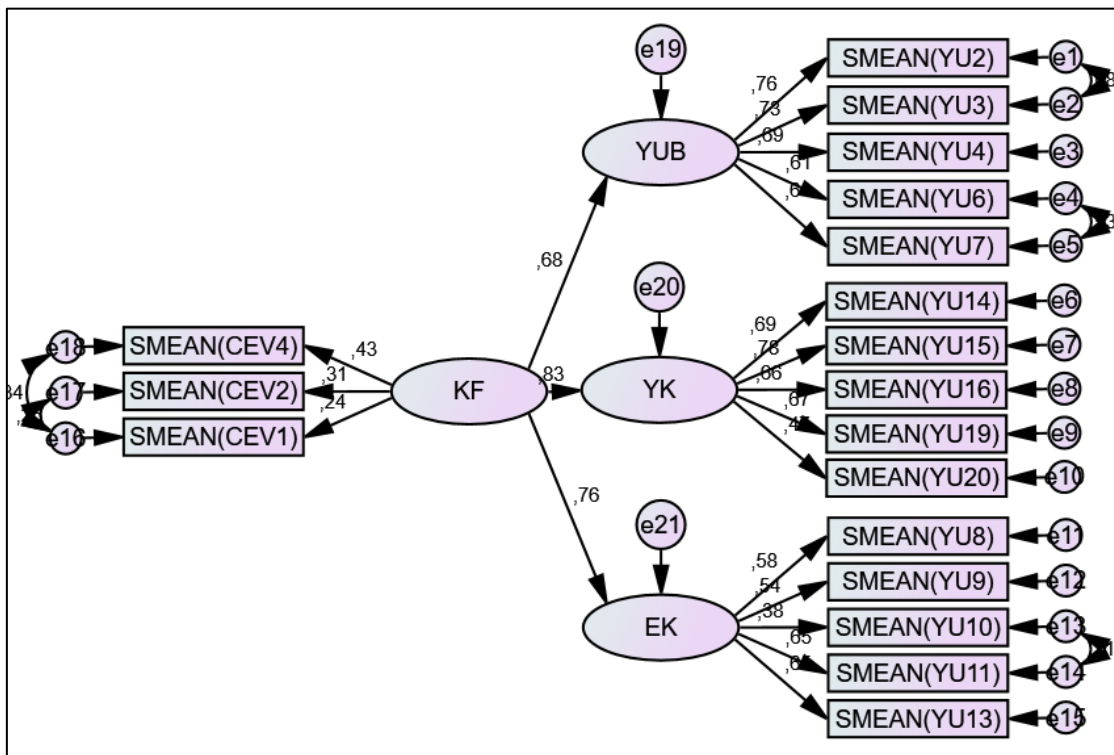 e19
SMEAN(YU2)
e1
,76
,73
SMEAN(YU3)
e2
YUB
,69
SMEAN(YU4)
e3
,61
SMEAN(YU6)
e4
SMEAN(YU7)
e5
,68
e20
SMEAN(YU14)
e6
,69
,78
SMEAN(YU15)
e7
e18
SMEAN(CEV4)
,43
e17
SMEAN(CEV2)
,31
KF
,83
YK
,66
SMEAN(YU16)
e8
,24
,67
SMEAN(YU19)
e9
e16
SMEAN(CEV1)
SMEAN(YU20)
e10
,76
e21
SMEAN(YU8)
e11
,58
,54
SMEAN(YU9)
e12
EK
,38
SMEAN(YU10)
e13
,65
SMEAN(YU11)
e14
SMEAN(YU13)
e15